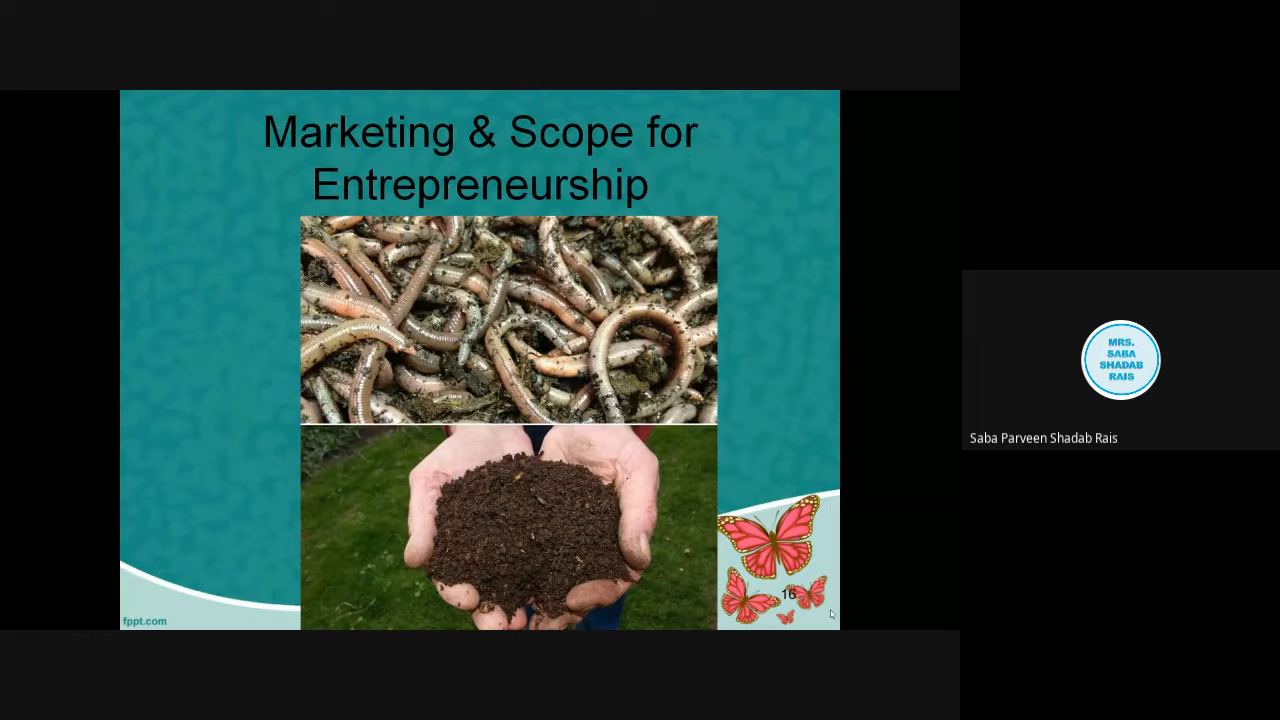 Marketing & Scope for
Entrepreneurship
16
fppt.com
MRS.
SABA
SHADAB
RAIS
Saba Parveen Shadab Rais